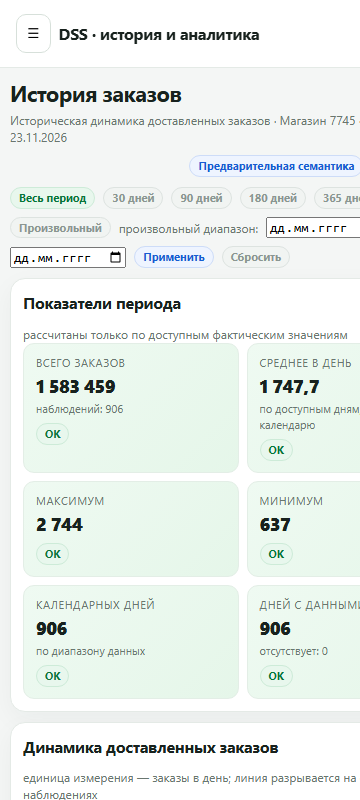 ☰ DSS · история и аналитика
История заказов
Историческая динамика доставленных заказов · Магазин 7745
23.11.2026
Предварительная семантика
Весь период 30 дней 90 дней 180 дней 365
Произвольный произвольный диапазон: дд.мм.гггг
дд.мм.гггг Применить Сбросить
Показатели периода
рассчитаны только по доступным фактическим значениям
ВСЕГО ЗАКАЗОВ
1 583 459
наблюдений: 906
OK
СРЕДНЕЕ В ДЕНЬ
1 747,7
по доступным дням
календарю
OK
МАКСИМУМ
2 744
OK
МИНИМУМ
637
OK
КАЛЕНДАРНЫХ ДНЕЙ
906
по диапазону данных
OK
ДНЕЙ С ДАННЫМИ
906
отсутствует: 0
OK
Динамика доставленных заказов
единица измерения — заказы в день; линия разрывается на
наблюдениях